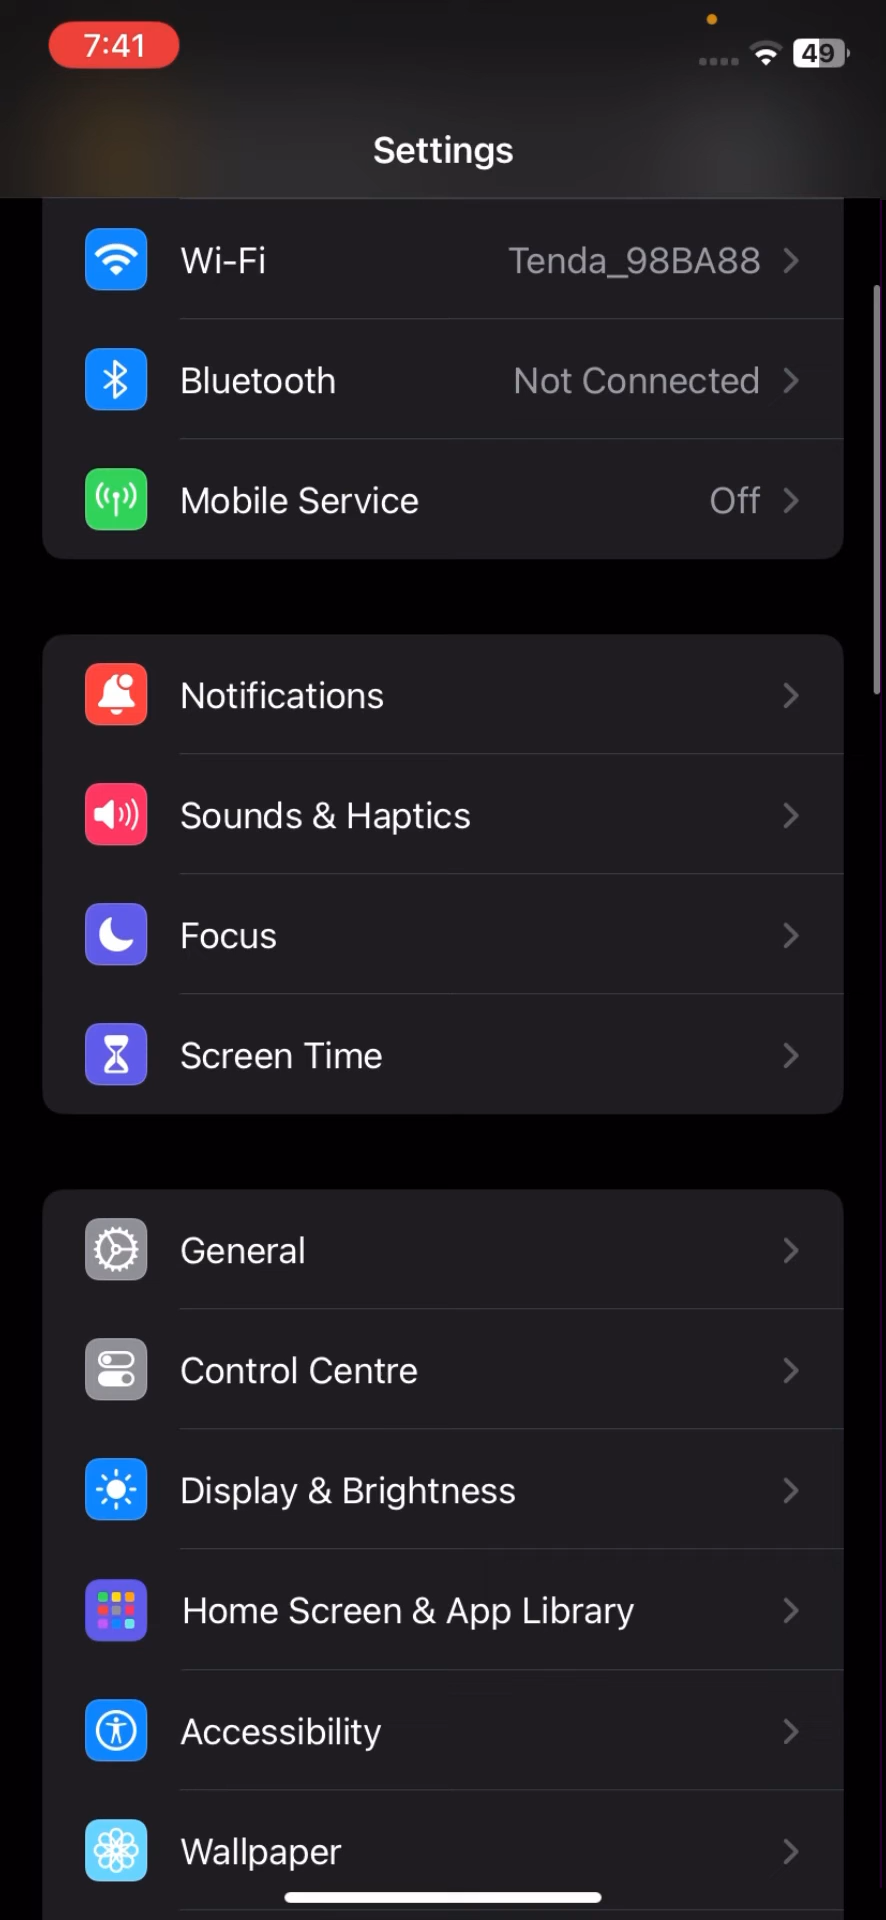 7:41
49
Settings
Wi-Fi Tenda_98BA88
Bluetooth Not Connected
Mobile Service Off
Notifications
Sounds & Haptics
Focus
Screen Time
General
Control Centre
Display & Brightness
Home Screen & App Library
Accessibility
Wallpaper